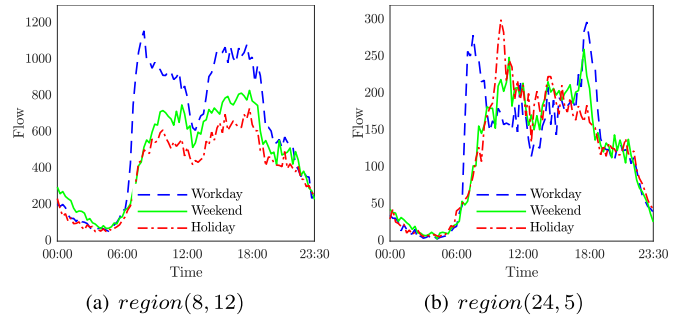 1200
1000
800
600
400
200
0
Flow
Workday
Weekend
Holiday
00:00 06:00 12:00 18:00 23:30
Time
(a) region(8, 12)
300
250
200
150
100
50
0
Flow
Workday
Weekend
Holiday
00:00 06:00 12:00 18:00 23:30
Time
(b) region(24, 5)